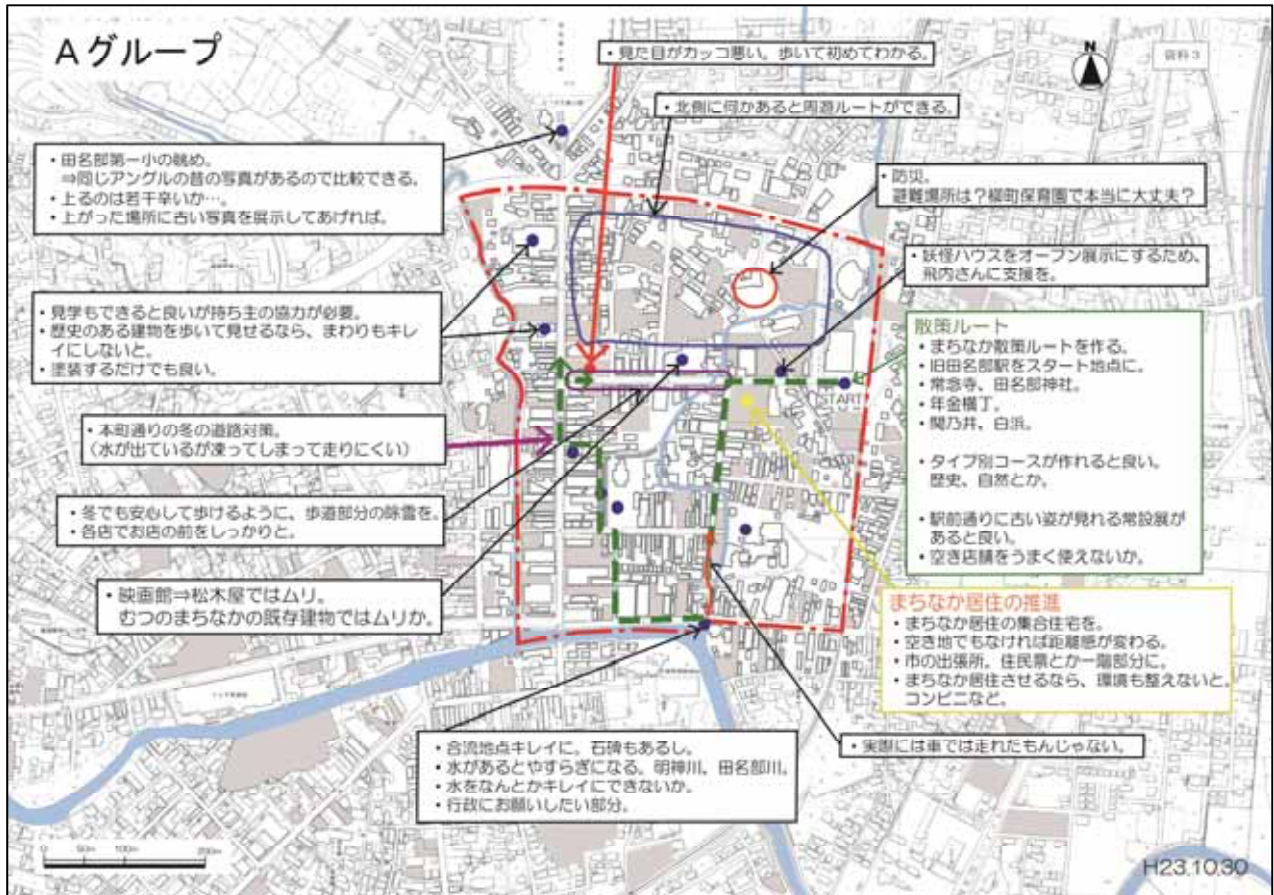 Aグループ
・見た目がカッコ悪い。歩いて初めてわかる。
N
資料3
・北側に何かあると周遊ルートができる。
・田名部第一小の眺め。
⇒同じアングルの昔の写真があるので比較できる。
・上るのは若干辛いか…。
・上がった場所に古い写真を展示してあげれば。
・防災。
避難場所は？柳町保育園で本当に大丈夫？
・妖怪ハウスをオープン展示にするため、
飛内さんに支援を。
・見学もできると良いが持ち主の協力が必要。
・歴史のある建物を歩いて見せるなら、まわりもキレ
イにしないと。
・塗装するだけでも良い。
散策ルート
・まちなか散策ルートを作る。
・旧田名部駅をスタート地点に。
・常念寺、田名部神社。
・年金横丁。
・関乃井、白浜。
・タイプ別コースが作れると良い。
歴史、自然とか。
・駅前通りに古い姿が見れる常設展が
あると良い。
・空き店舗をうまく使えないか。
START
・本町通りの冬の道路対策。
（水が出ているが凍ってしまって走りにくい）
・冬でも安心して歩けるように、歩道部分の除雪を。
・各店でお店の前をしっかりと。
・映画館⇒松木屋ではムリ。
むつのまちなかの既存建物ではムリか。
まちなか居住の推進
・まちなか居住の集合住宅を。
・空き地でもなければ距離感が変わる。
・市の出張所。住民県とか一階部分に。
・まちなか居住させるなら、環境も整えないと。
コンビニなど。
・合流地点キレイに。石碑もあるし。
・水があるとやすらぎになる。明神川、田名部川。
・水をなんとかキレイにできないか。
・行政にお願いしたい部分。
・実際には車では走れたもんじゃない。
0 50m 100m 200m
H23.10.30